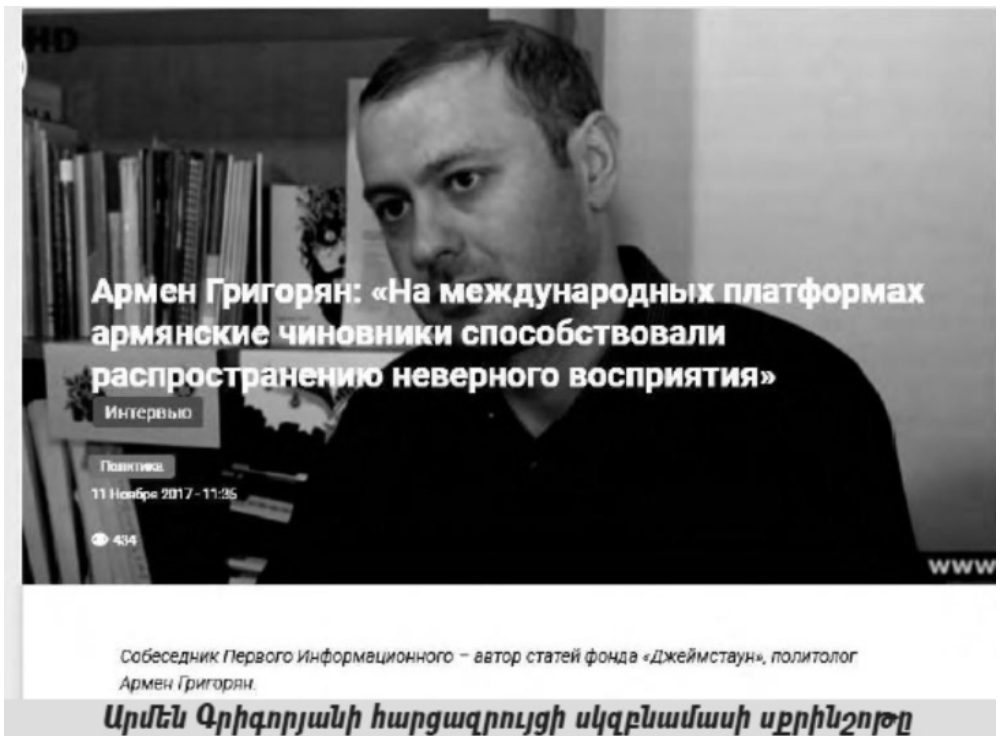 HD
Армен Григорян: «На международных платформах
армянские чиновники способствовали
распространению неверного восприятия»
Интервью
Политика
11 Ноября 2017 - 11:35
434
www
Собеседник Первого Информационного – автор статей фонда «Джеймстаун», политолог
Армен Григорян.
Արմեն Գրիգորյանի հարցազրույցի սկզբնամասի սքրինշոթը